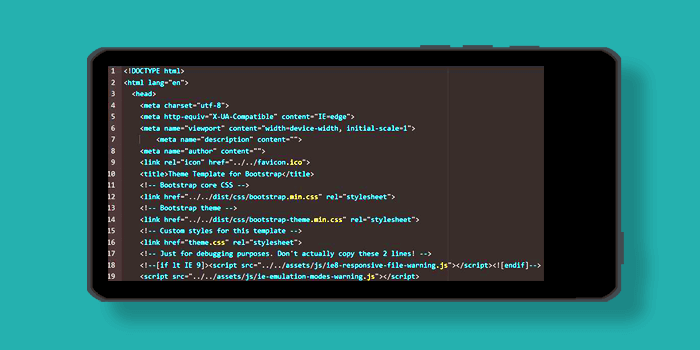 1 <!DOCTYPE html>
2 <html lang="en">
3 <head>
4 <meta charset="utf-8">
5 <meta http-equiv="X-UA-Compatible" content="IE=edge">
6 <meta name="viewport" content="width=device-width, initial-scale=1">
7 <meta name="description" content="">
8 <meta name="author" content="">
9 <link rel="icon" href="../../favicon.ico">
10 <title>Theme Template for Bootstrap</title>
11 <!-- Bootstrap core CSS -->
12 <link href="../../dist/css/bootstrap.min.css" rel="stylesheet">
13 <!-- Bootstrap theme -->
14 <link href="../../dist/css/bootstrap-theme.min.css" rel="stylesheet">
15 <!-- Custom styles for this template -->
16 <link href="theme.css" rel="stylesheet">
17 <!-- Just for debugging purposes. Don't actually copy these 2 lines! -->
18 <!--[if lt IE 9]><script src="../../assets/js/ie8-responsive-file-warning.js"></script><![endif]-->
19 <script src="../../assets/js/ie-emulation-modes-warning.js"></script>